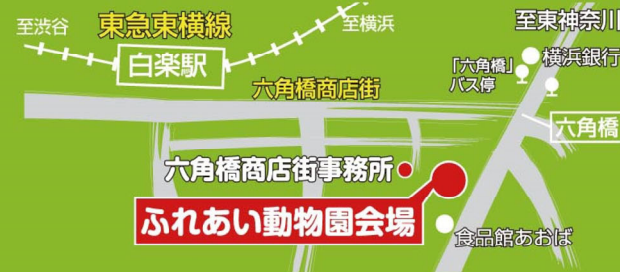 至渋谷
東急東横線
至横浜
至東神奈川
白楽駅
「六角橋」
バス停
横浜銀行
六角橋商店街
六角橋
六角橋商店街事務所
ふれあい動物園会場
食品館あおば